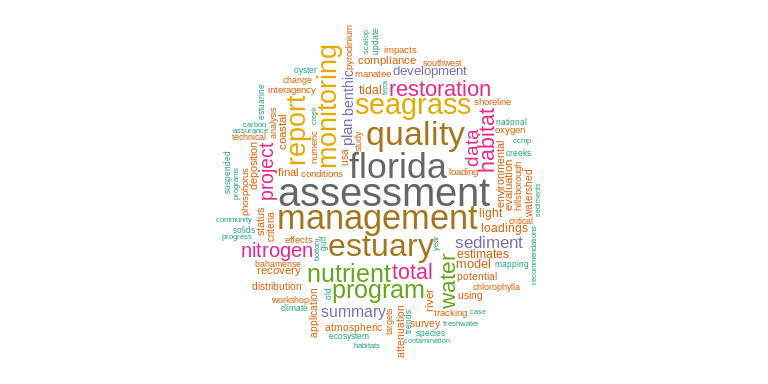 scallop
update
pyrodinium
impacts
compliance
southwest
oyster
change
interagency
monitoring
benthic
manatee
development
tidal
terra
restoration
estuarine
report
seagrass
shoreline
carbon
assurance
technical
analysis
coastal
creek
numeric
plan
study
quality
data
habitat
national
oxygen
ccmp
creeks
suspended
programs
phosphorus
deposition
project
final
conditions
usa
florida
loading
environmental
evaluation
hillsborough
watershed
sediments
assessment
community
solids
progress
status
criteria
management
light
critical
loadings
recommendations
effects
bottom
gulf
estuary
year
sediment
nitrogen
bahamense
recovery
nutrient
total
water
estimates
model
mapping
potential
chlorophylla
distribution
workshop
climate
old
program
river
using
application
summary
tracking
case
atmospheric
targets
trends
survey
freshwater
species
ecosystem
habitats
attenuation
contamination